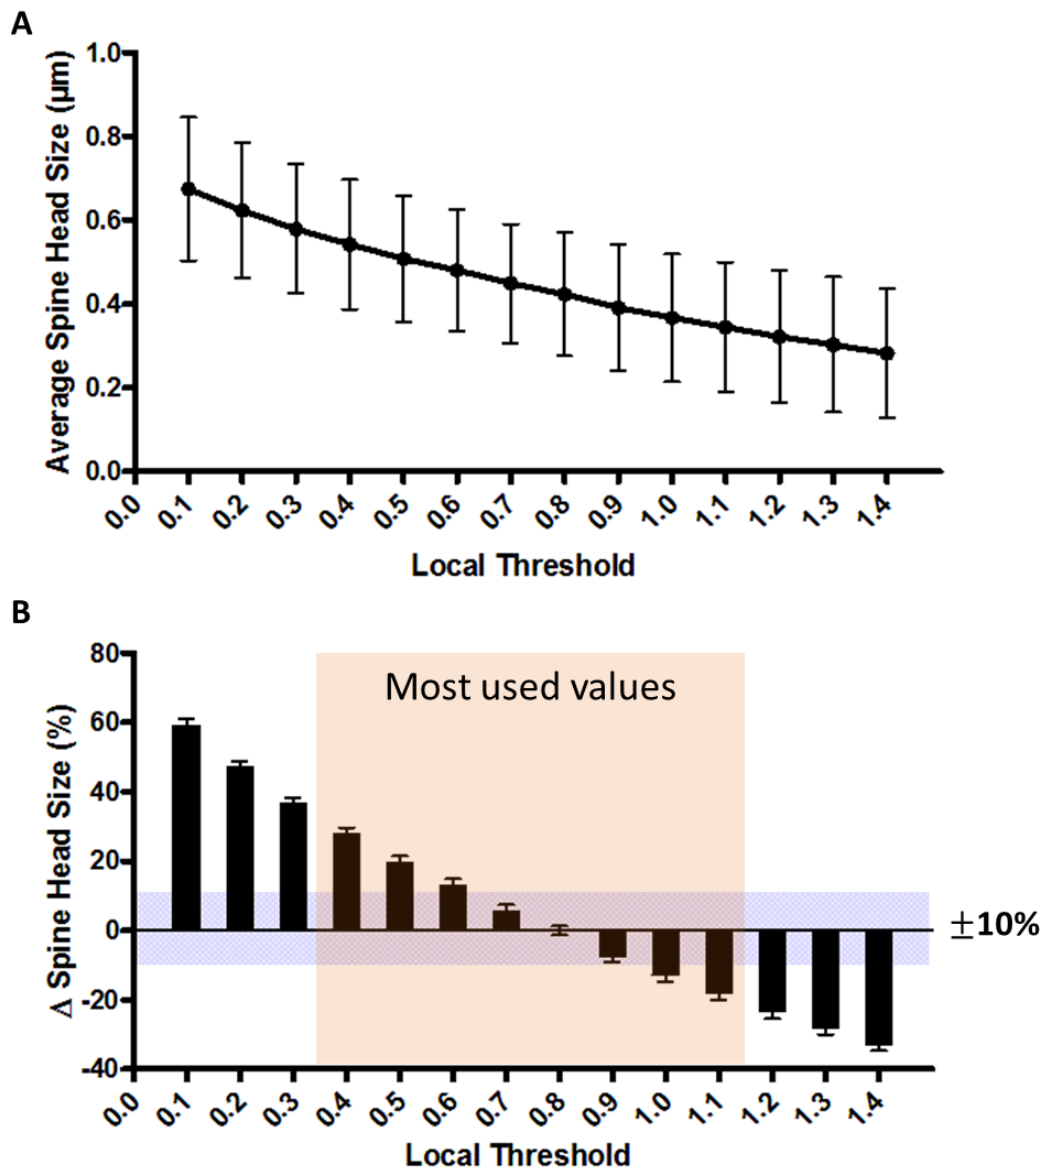 A
Average Spine Head Size (µm)
1.0
0.8
0.6
0.4
0.2
0.0
0.0 0.1 0.2 0.3 0.4 0.5 0.6 0.7 0.8 0.9 1.0 1.1 1.2 1.3 1.4
Local Threshold
B
Δ Spine Head Size (%)
80
60
40
20
0
-20
-40
Most used values
±10%
0.0 0.1 0.2 0.3 0.4 0.5 0.6 0.7 0.8 0.9 1.0 1.1 1.2 1.3 1.4
Local Threshold